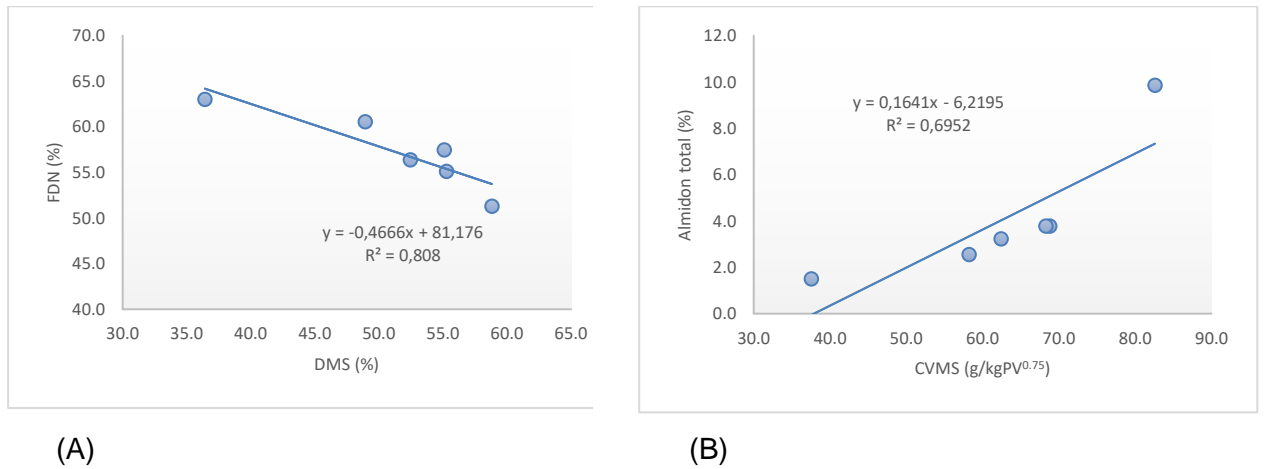 70.0
65.0
60.0
55.0
50.0
45.0
40.0
FDN (%)
y = -0,4666x + 81,176
R² = 0,808
30.0 35.0 40.0 45.0 50.0 55.0 60.0 65.0
DMS (%)
(A)
12.0
10.0
8.0
6.0
4.0
2.0
0.0
Almidon total (%)
y = 0,1641x - 6,2195
R² = 0,6952
30.0 40.0 50.0 60.0 70.0 80.0 90.0
CVMS (g/kgPV^0.75)
(B)